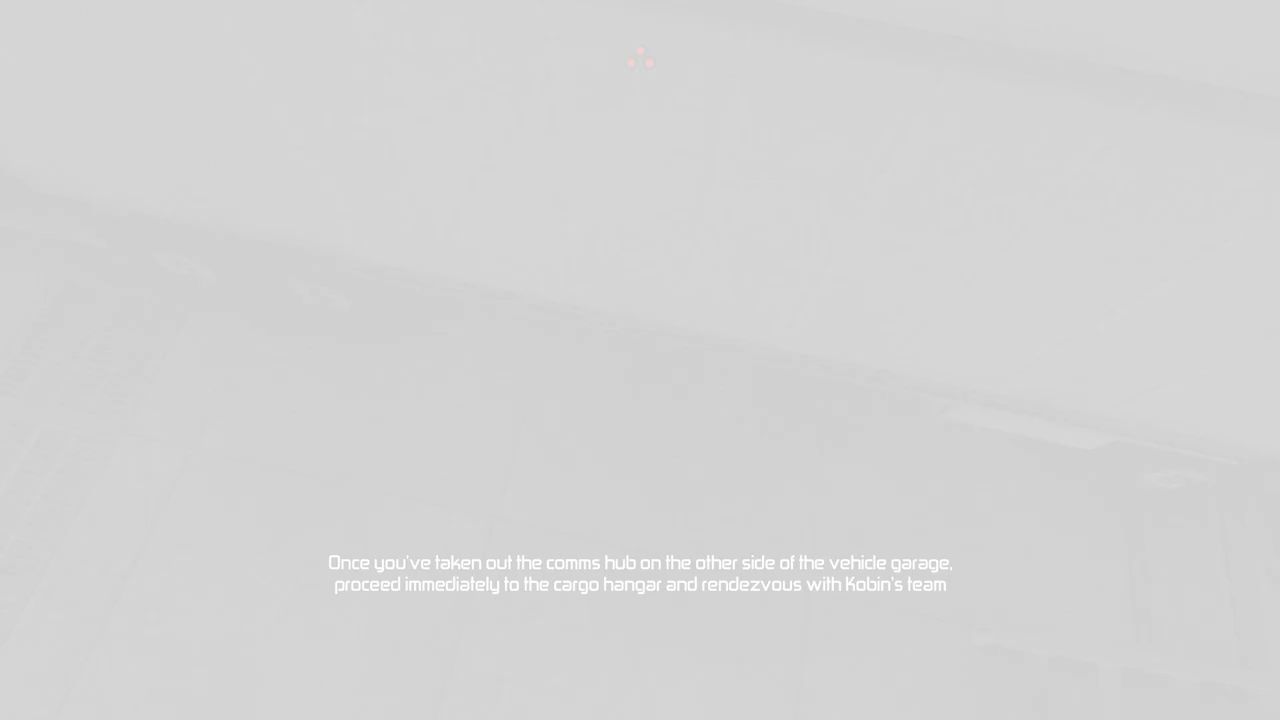 Once you've taken out the comms hub on the other side of the vehicle garage,
proceed immediately to the cargo hangar and rendezvous with Kobin's team